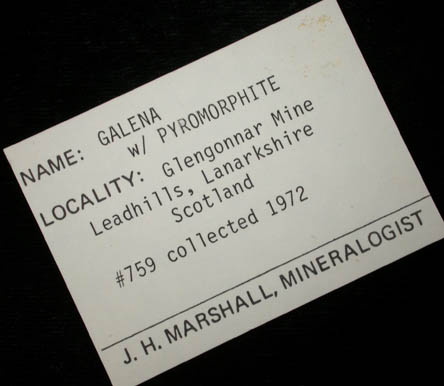 NAME: GALENA
w/ PYROMORPHITE
LOCALITY: Glengonnar Mine
Leadhills, Lanarkshire
Scotland
#759 collected 1972
J. H. MARSHALL, MINERALOGIST